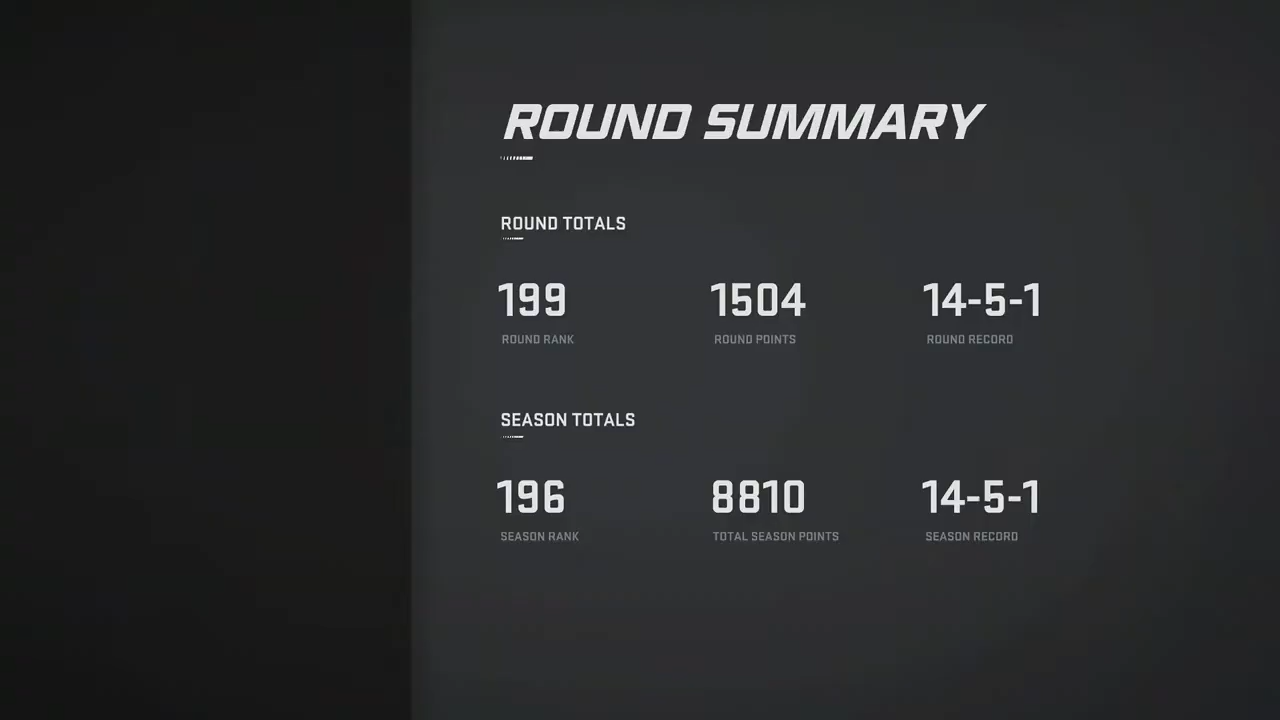 ROUND SUMMARY
ROUND TOTALS
199 1504 14-5-1
ROUND RANK ROUND POINTS ROUND RECORD
SEASON TOTALS
196 8810 14-5-1
SEASON RANK TOTAL SEASON POINTS SEASON RECORD